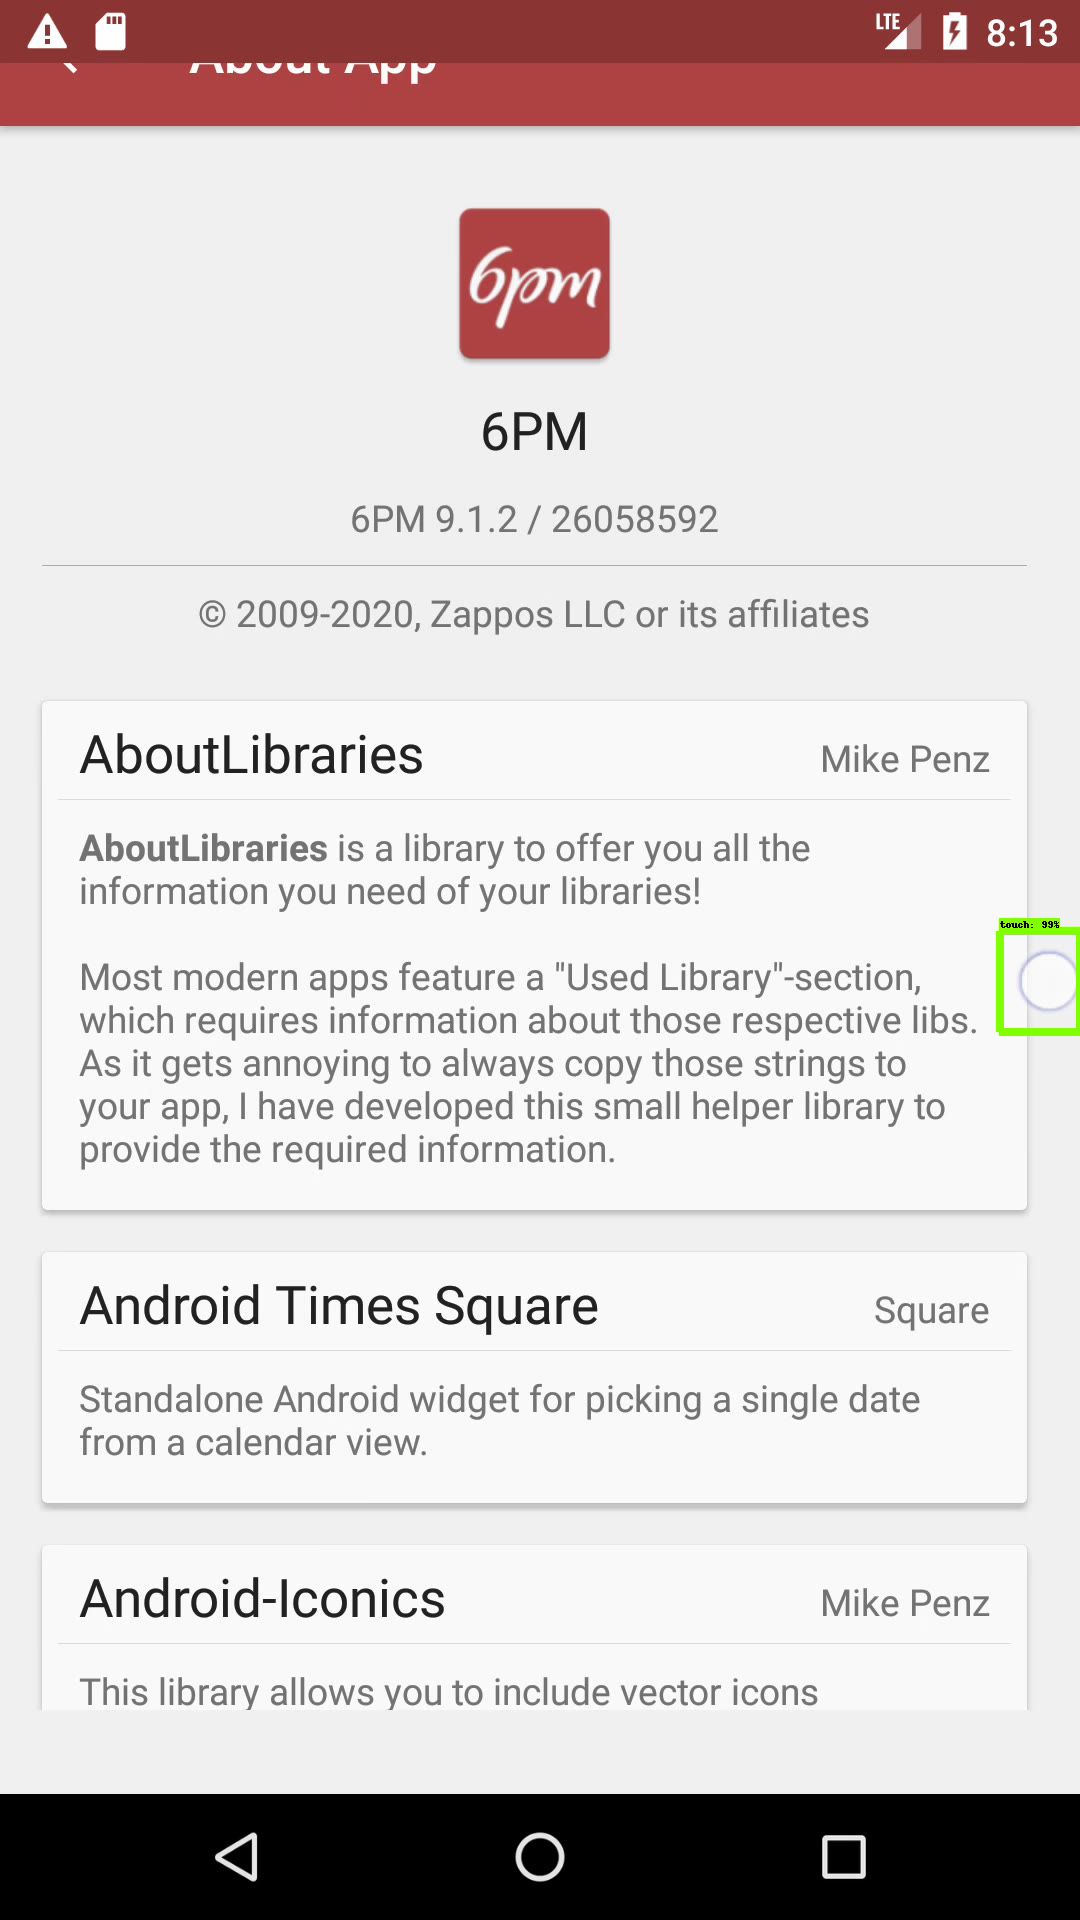 LTE 8:13
About App
6pm
6PM
6PM 9.1.2 / 26058592
© 2009-2020, Zappos LLC or its affiliates
AboutLibraries Mike Penz
AboutLibraries is a library to offer you all the
information you need of your libraries!
touch: 99%
Most modern apps feature a "Used Library"-section,
which requires information about those respective libs.
As it gets annoying to always copy those strings to
your app, I have developed this small helper library to
provide the required information.
Android Times Square Square
Standalone Android widget for picking a single date
from a calendar view.
Android-Iconics Mike Penz
This library allows you to include vector icons